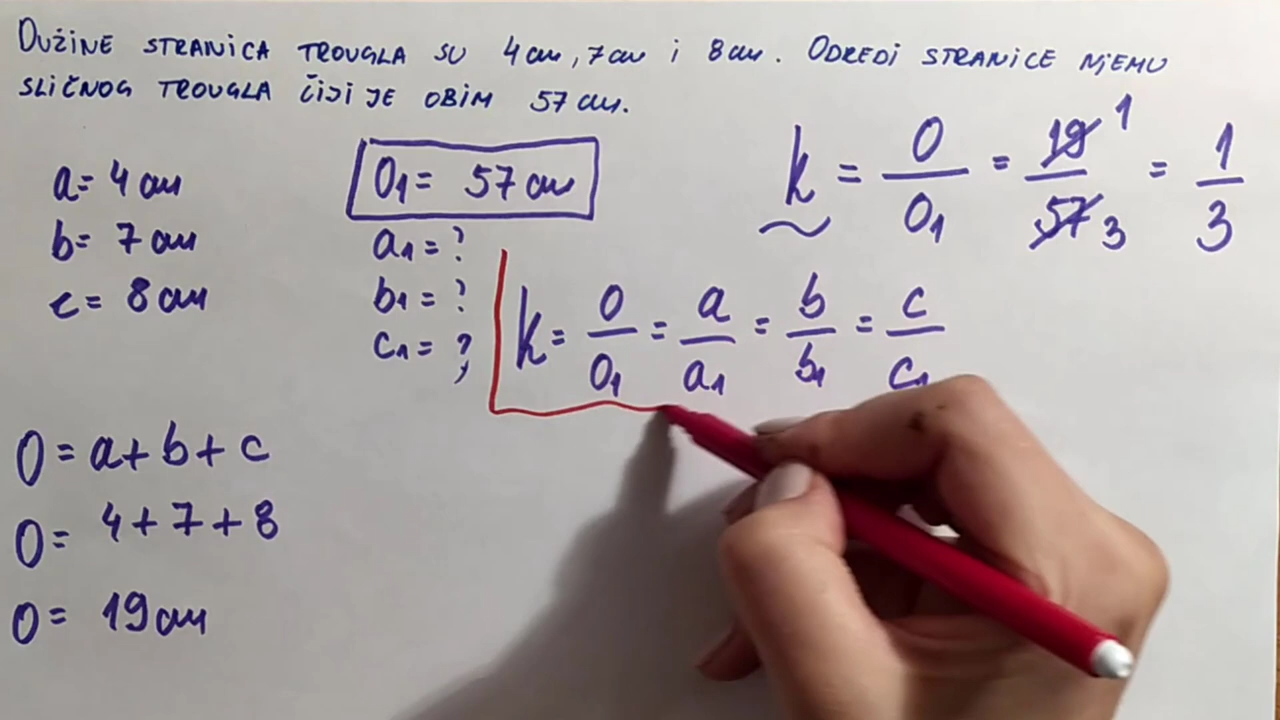 DUŽINE STRANICA TROUGLA SU 4cm, 7cm i 8cm. ODREDI STRANICE NJEMU
SLIČNOG TROUGLA ČIJI JE OBIM 57cm.
a = 4cm
b = 7cm
c = 8cm
O1 = 57cm
a1 = ?
b1 = ?
c1 = ?
k = O/O1 = 19/57 = 1/3
1
3
k = O/O1 = a/a1 = b/b1 = c/c1
O = a + b + c
O = 4 + 7 + 8
O = 19cm